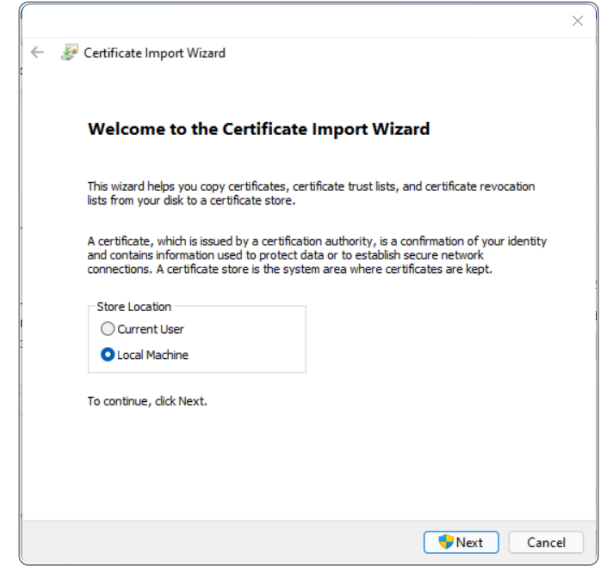 Certificate Import Wizard
Welcome to the Certificate Import Wizard
This wizard helps you copy certificates, certificate trust lists, and certificate revocation
lists from your disk to a certificate store.
A certificate, which is issued by a certification authority, is a confirmation of your identity
and contains information used to protect data or to establish secure network
connections. A certificate store is the system area where certificates are kept.
Store Location
Current User
Local Machine
To continue, click Next.
Next
Cancel